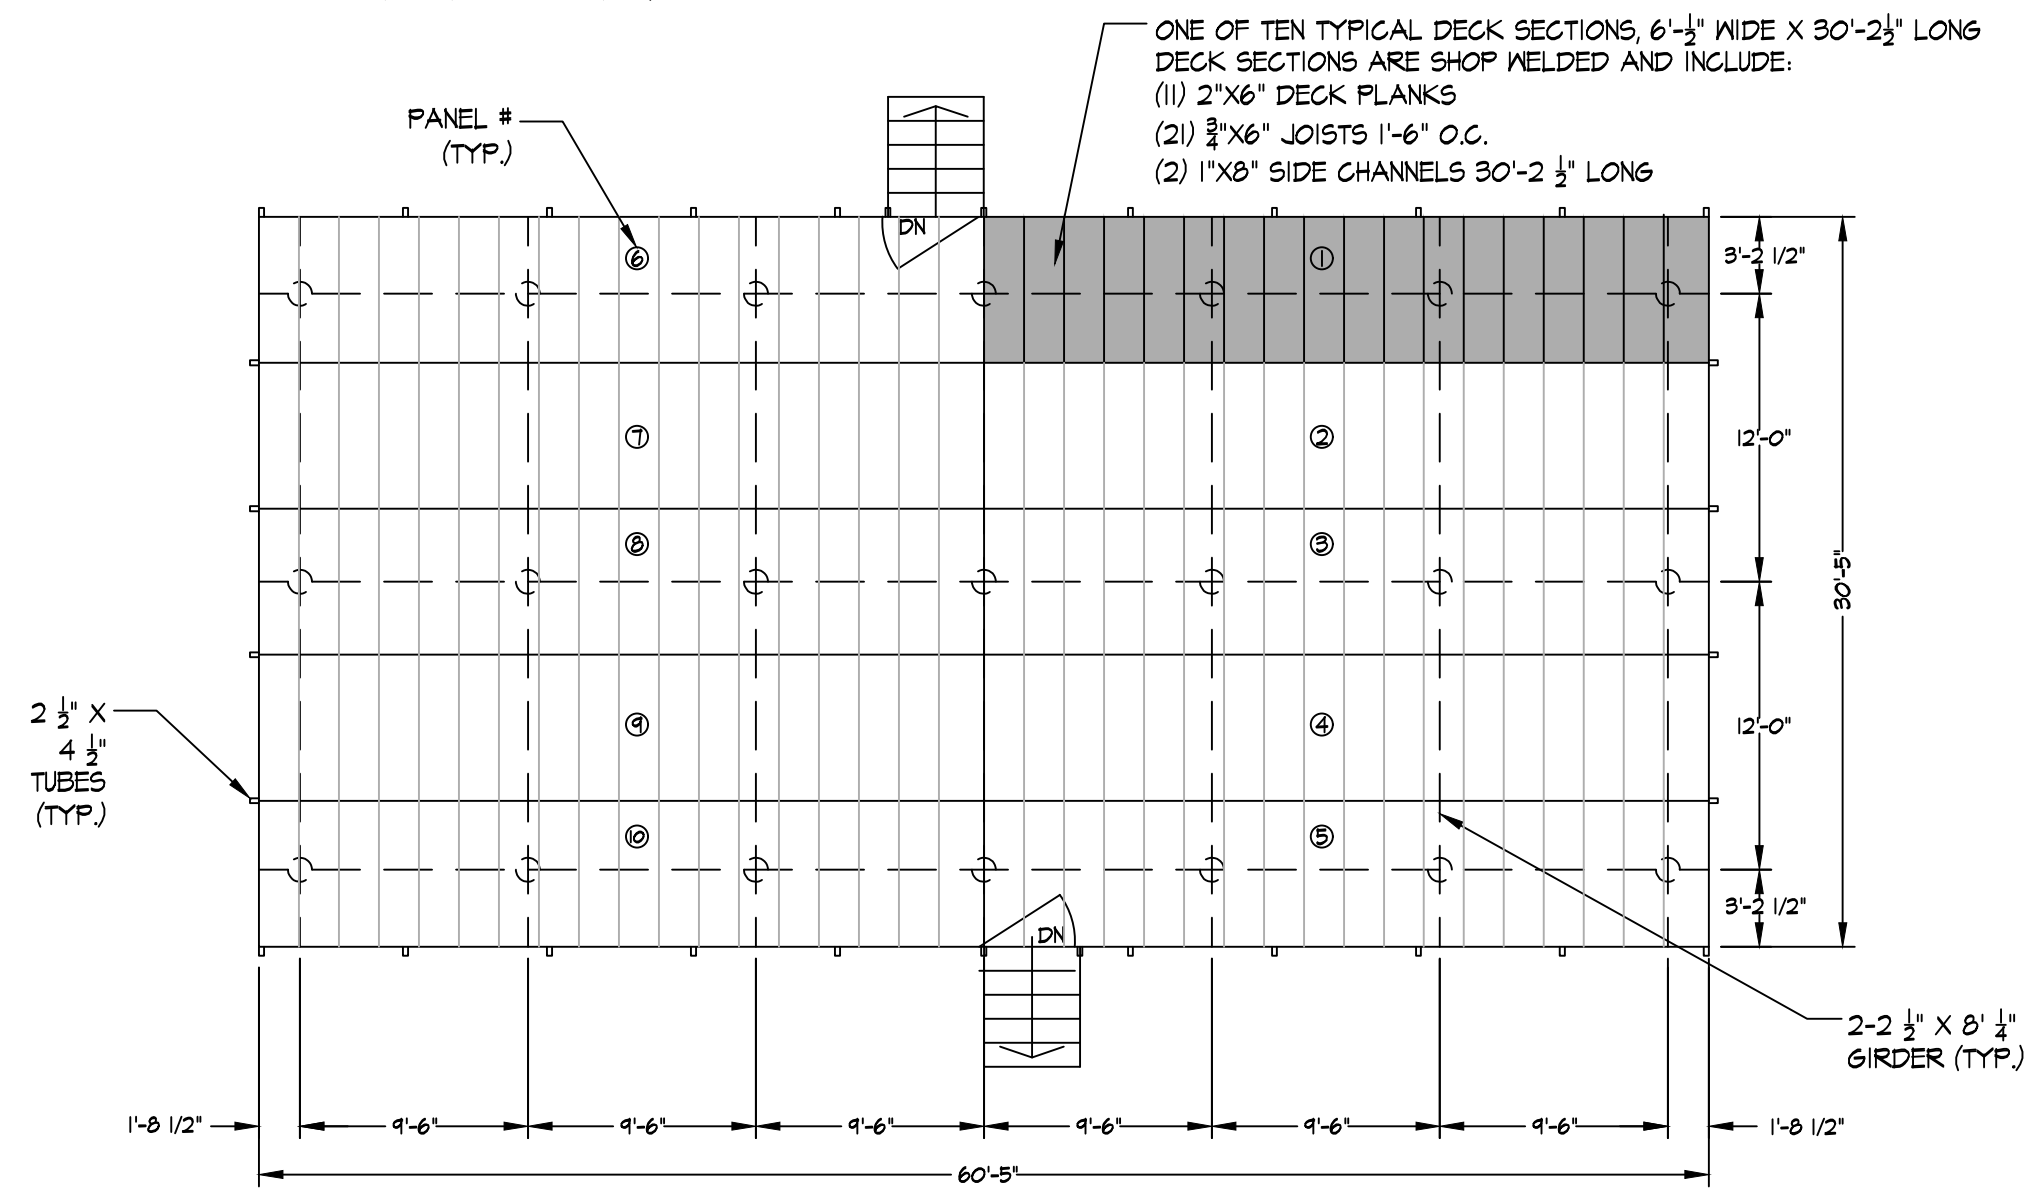 ONE OF TEN TYPICAL DECK SECTIONS, 6'-½" WIDE X 30'-2½" LONG
DECK SECTIONS ARE SHOP WELDED AND INCLUDE:
(11) 2"X6" DECK PLANKS
(21) ¾"X6" JOISTS 1'-6" O.C.
(2) 1"X8" SIDE CHANNELS 30'-2 ½" LONG
PANEL #
(TYP.)
DN
6
1
3'-2 1/2"
7
2
12'-0"
8
3
30'-5"
2 ½" X
4 ½"
TUBES
(TYP.)
9
4
12'-0"
10
5
3'-2 1/2"
DN
2-2 ½" X 8' ¼"
GIRDER (TYP.)
1'-8 1/2"
9'-6"
9'-6"
9'-6"
9'-6"
9'-6"
9'-6"
1'-8 1/2"
60'-5"